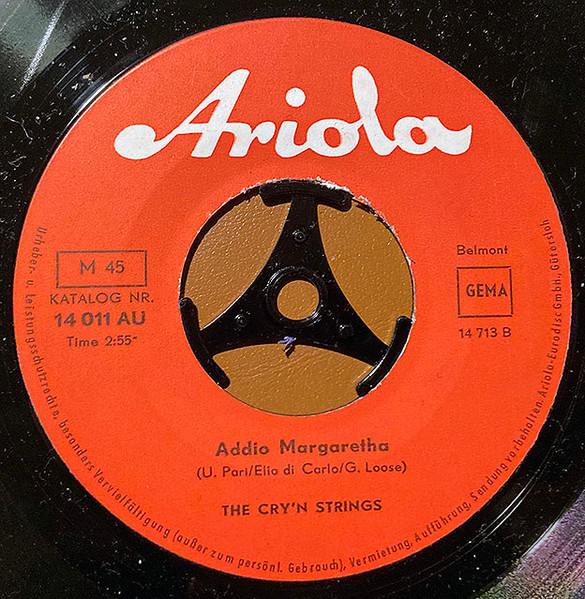 Ariola
M 45
KATALOG NR.
14 011 AU
Time 2:55"
Belmont
GEMA
14 713 B
Addio Margaretha
(U. Pari/Elio di Carlo/G. Loose)
THE CRY'N STRINGS
Urheber- u. Leistungsschutzrechte, besonders Vervielfältigung (außer zum persönl. Gebrauch), Vermietung, Aufführung, Sendung vorbehalten. Ariola-Eurodisc GmbH., Gütersloh